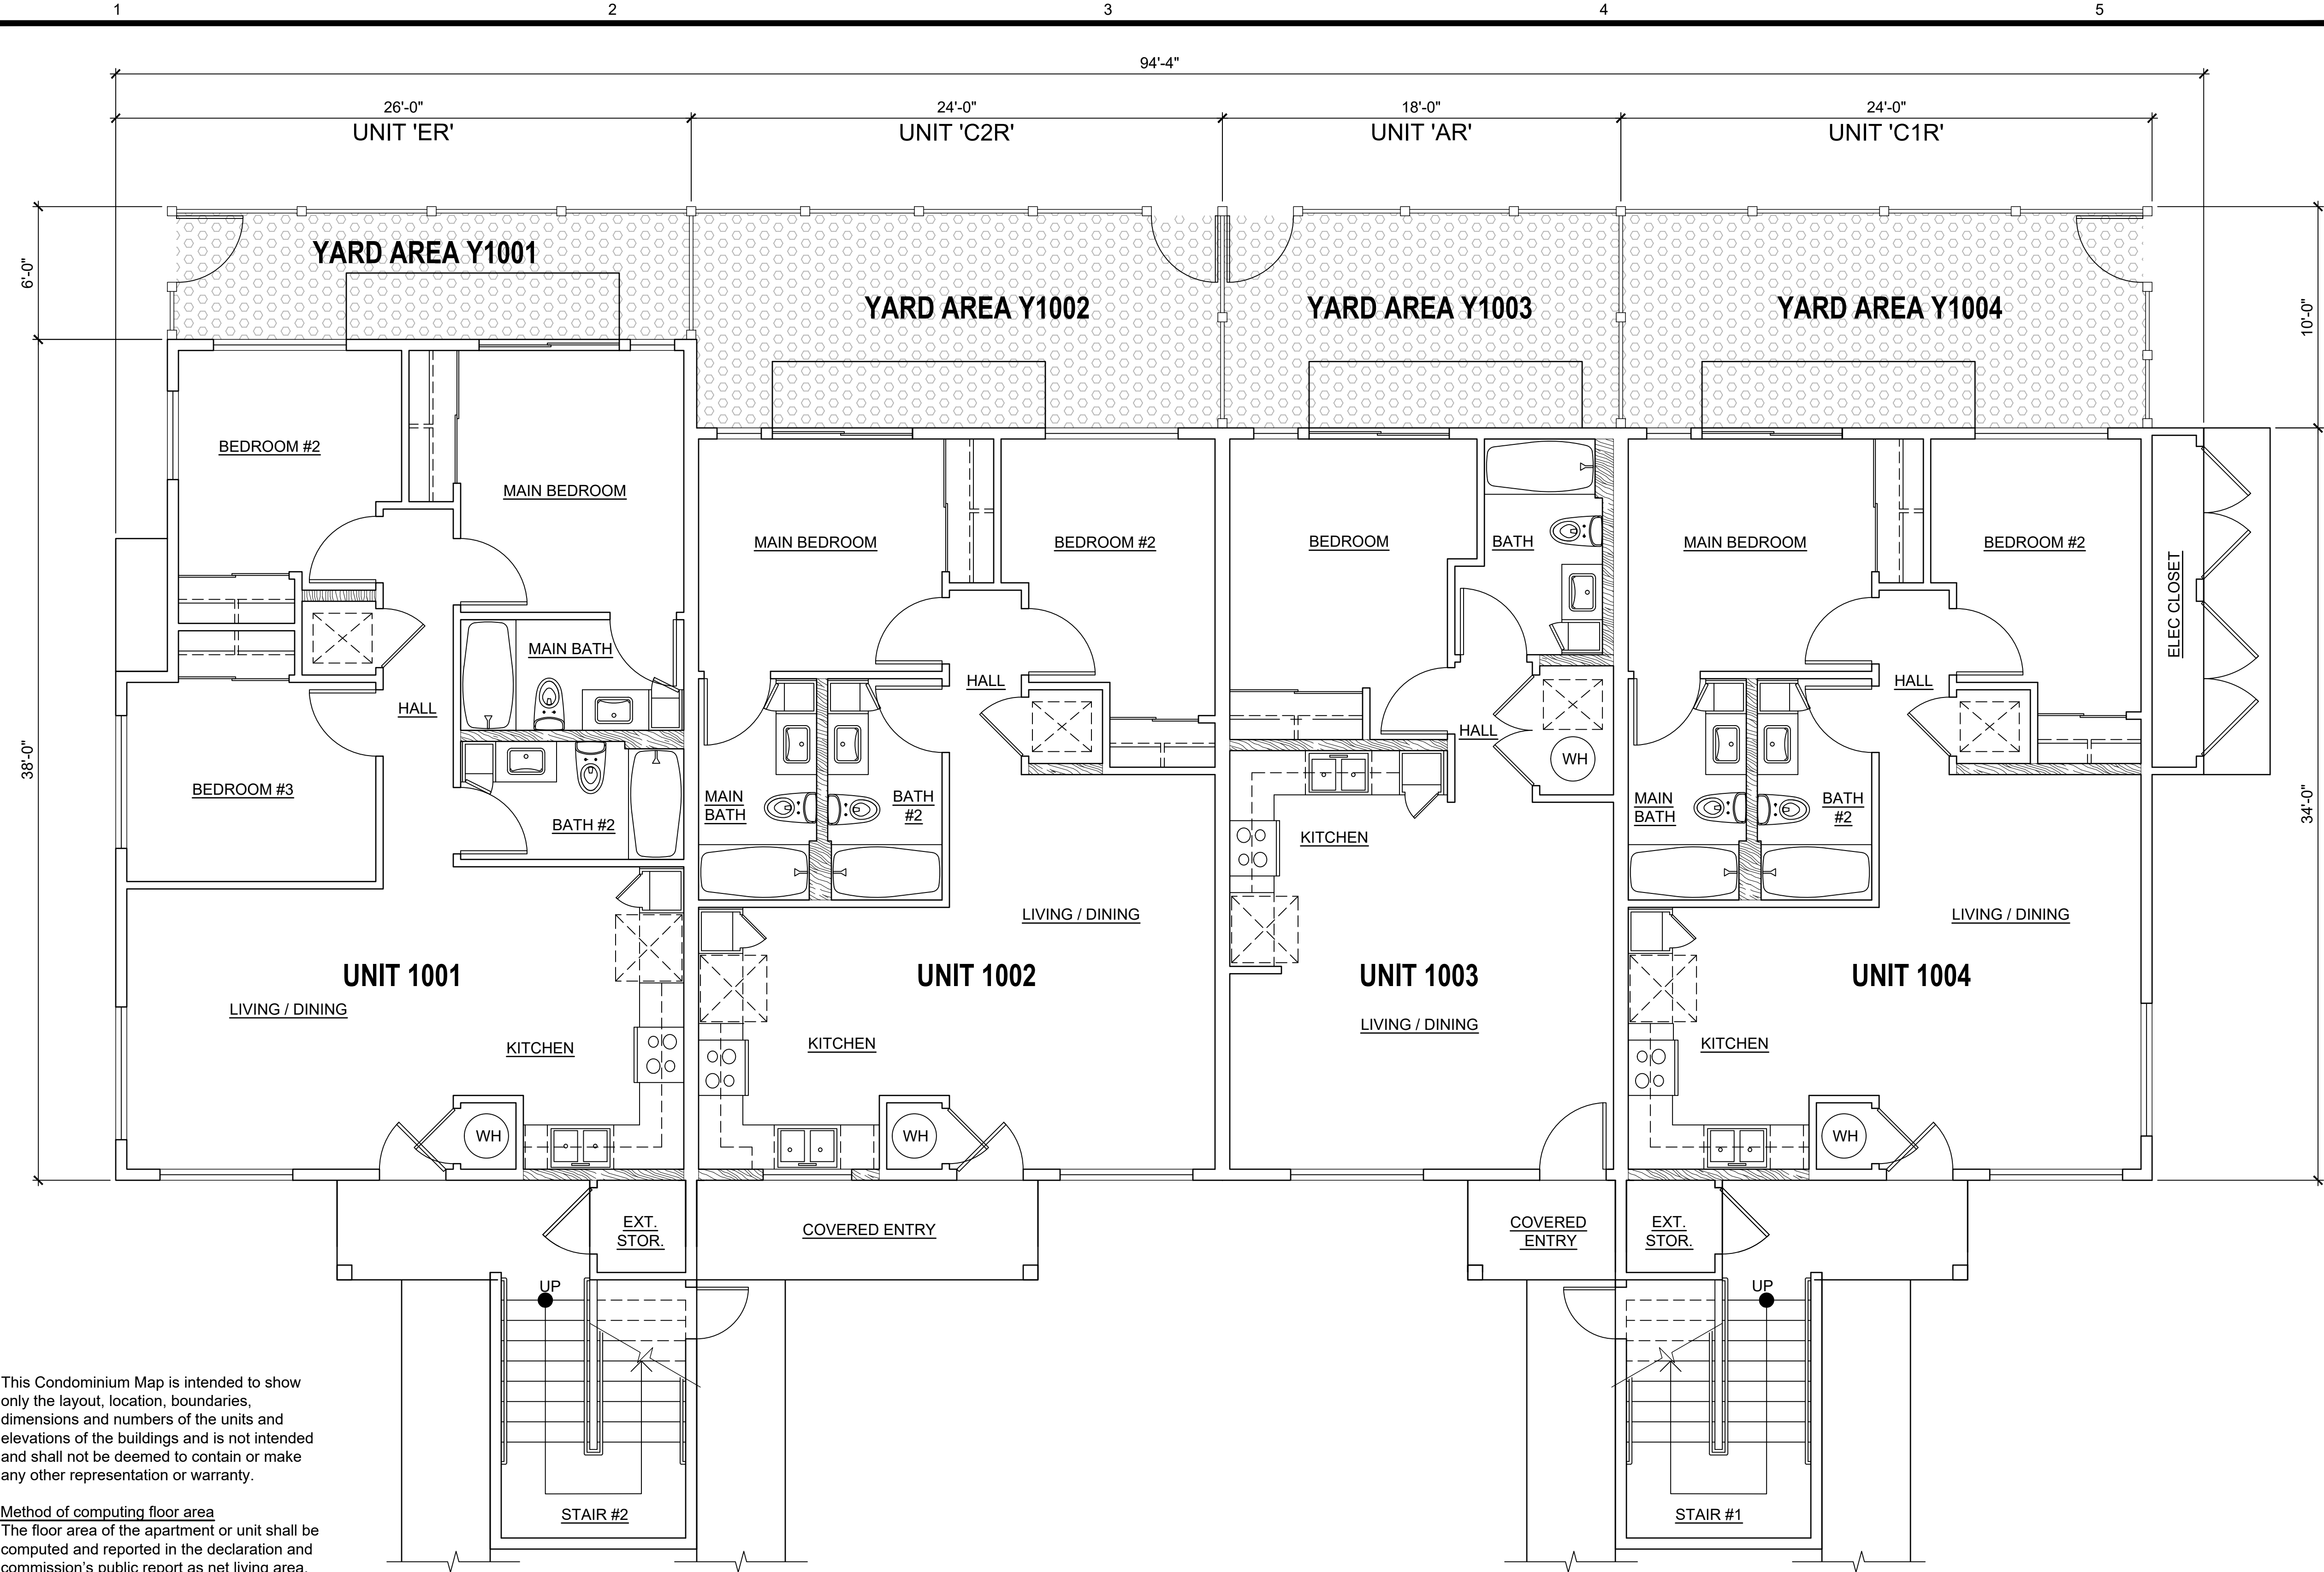 1 2 3 4 5
94'-4"
26'-0" 24'-0" 18'-0" 24'-0"
UNIT 'ER' UNIT 'C2R' UNIT 'AR' UNIT 'C1R'
6'-0"
10'-0"
38'-0"
34'-0"
YARD AREA Y1001
YARD AREA Y1002
YARD AREA Y1003
YARD AREA Y1004
BEDROOM #2
MAIN BEDROOM
MAIN BATH
HALL
BEDROOM #3
BATH #2
UNIT 1001
LIVING / DINING
KITCHEN
WH
MAIN BEDROOM
BEDROOM #2
HALL
MAIN
BATH
BATH
#2
LIVING / DINING
UNIT 1002
KITCHEN
WH
BEDROOM
BATH
HALL
WH
KITCHEN
UNIT 1003
LIVING / DINING
MAIN BEDROOM
BEDROOM #2
ELEC CLOSET
HALL
MAIN
BATH
BATH
#2
LIVING / DINING
UNIT 1004
KITCHEN
WH
EXT.
STOR.
COVERED ENTRY
COVERED
ENTRY
EXT.
STOR.
UP
UP
STAIR #2
STAIR #1
This Condominium Map is intended to show
only the layout, location, boundaries,
dimensions and numbers of the units and
elevations of the buildings and is not intended
and shall not be deemed to contain or make
any other representation or warranty.
Method of computing floor area
The floor area of the apartment or unit shall be
computed and reported in the declaration and
commission's public report as net living area.